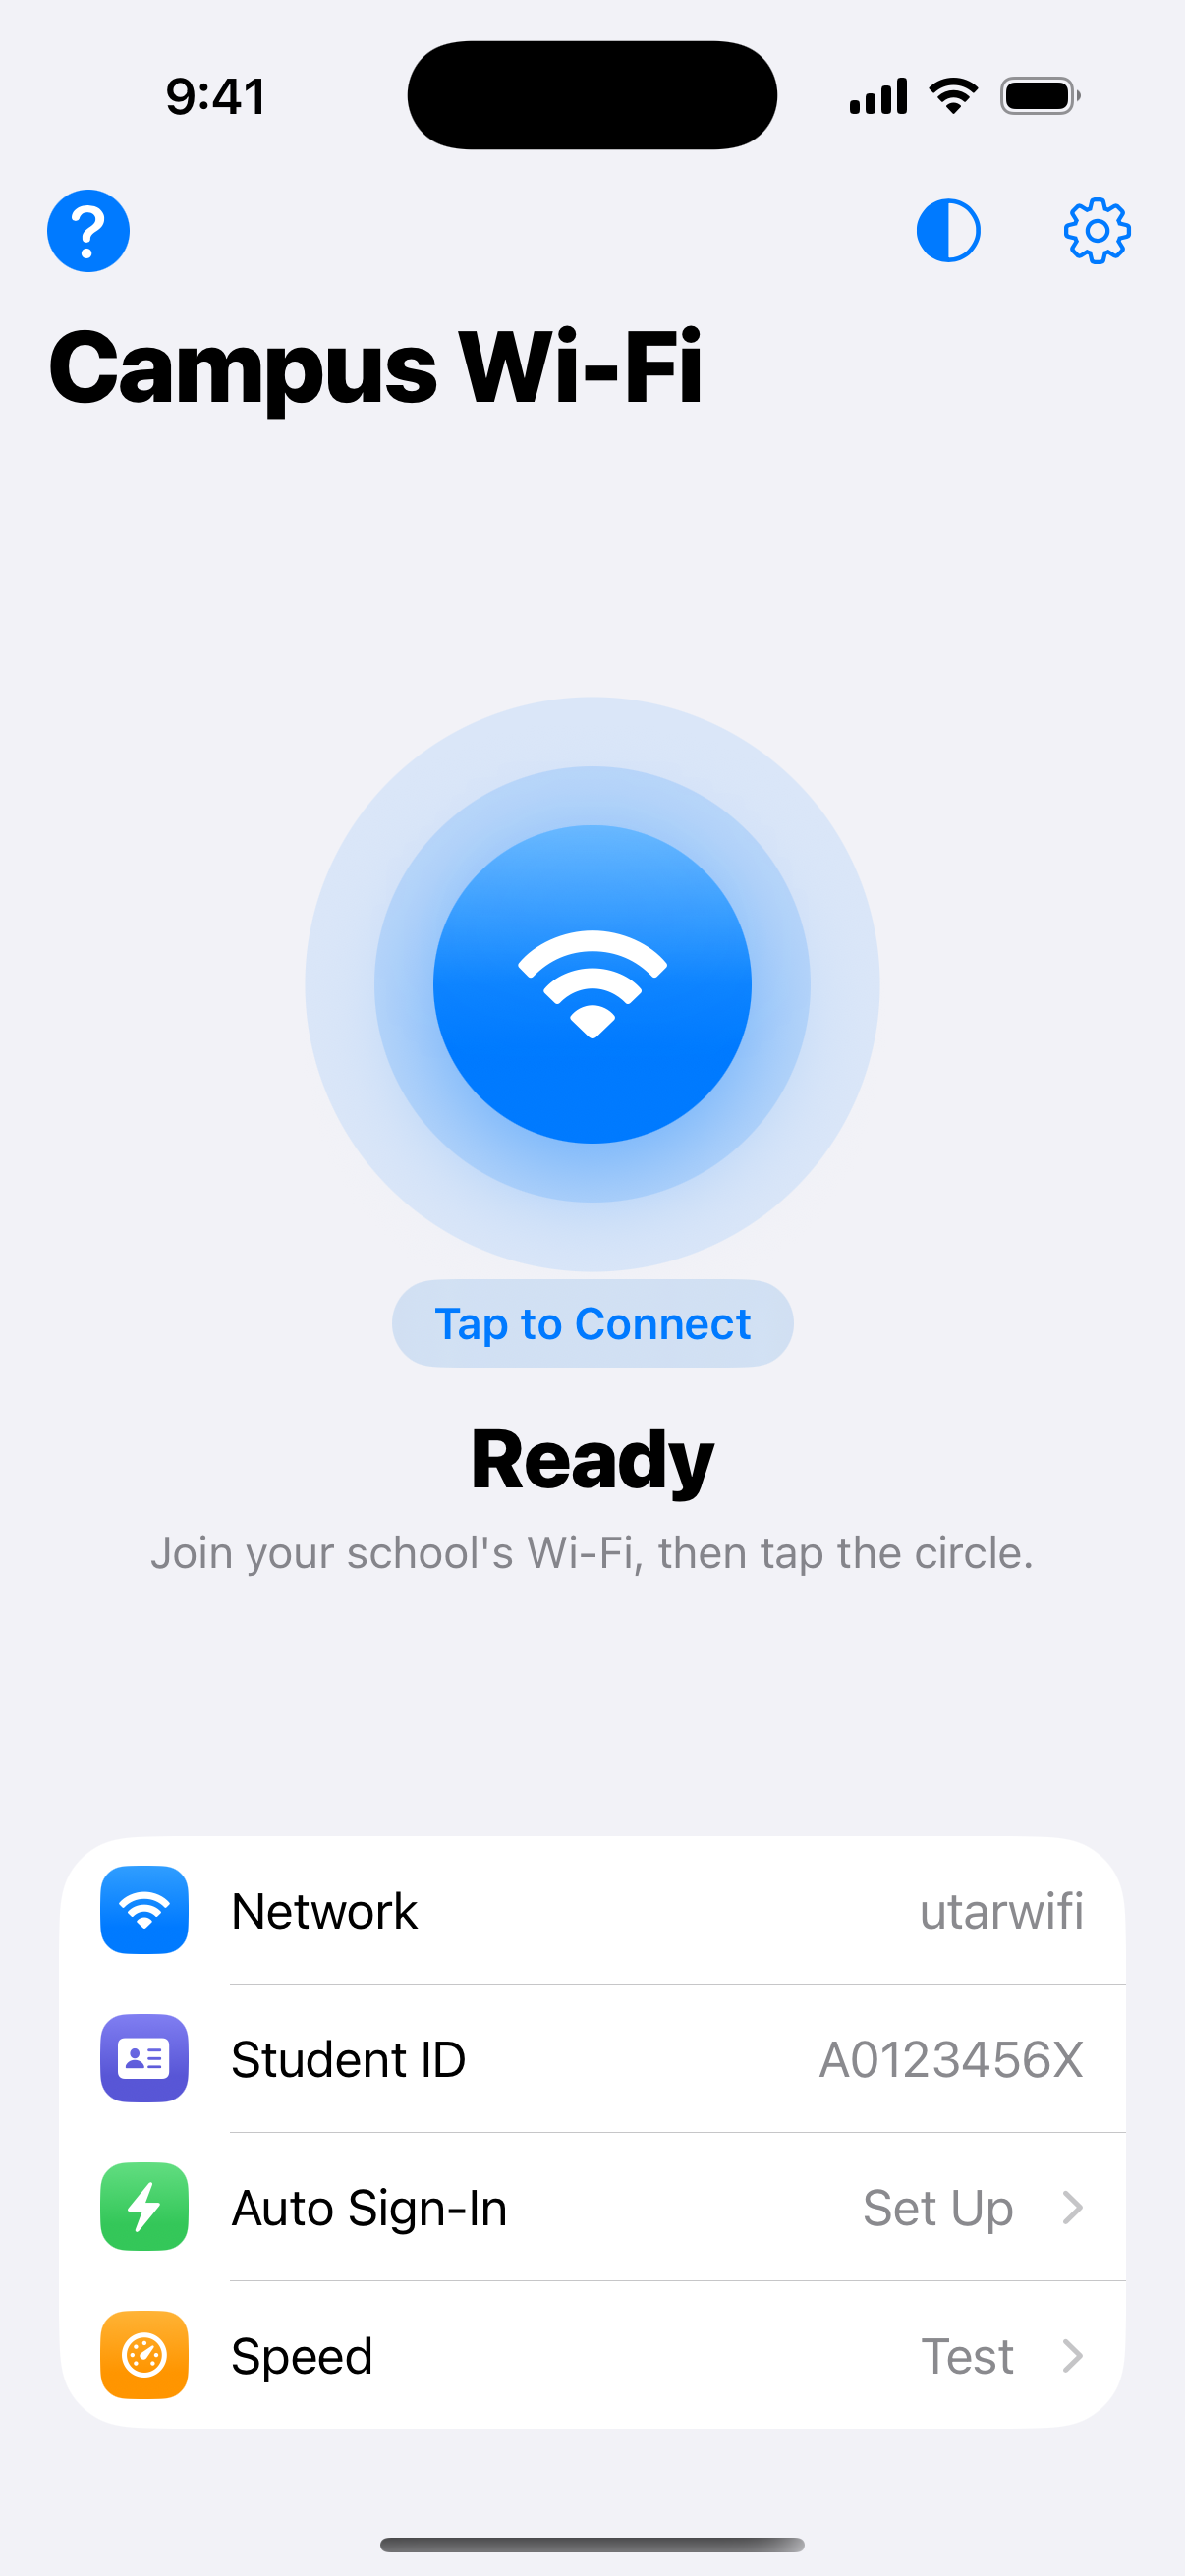 9:41
Campus Wi-Fi
Tap to Connect
Ready
Join your school's Wi-Fi, then tap the circle.
Network utarwifi
Student ID A0123456X
Auto Sign-In Set Up
Speed Test